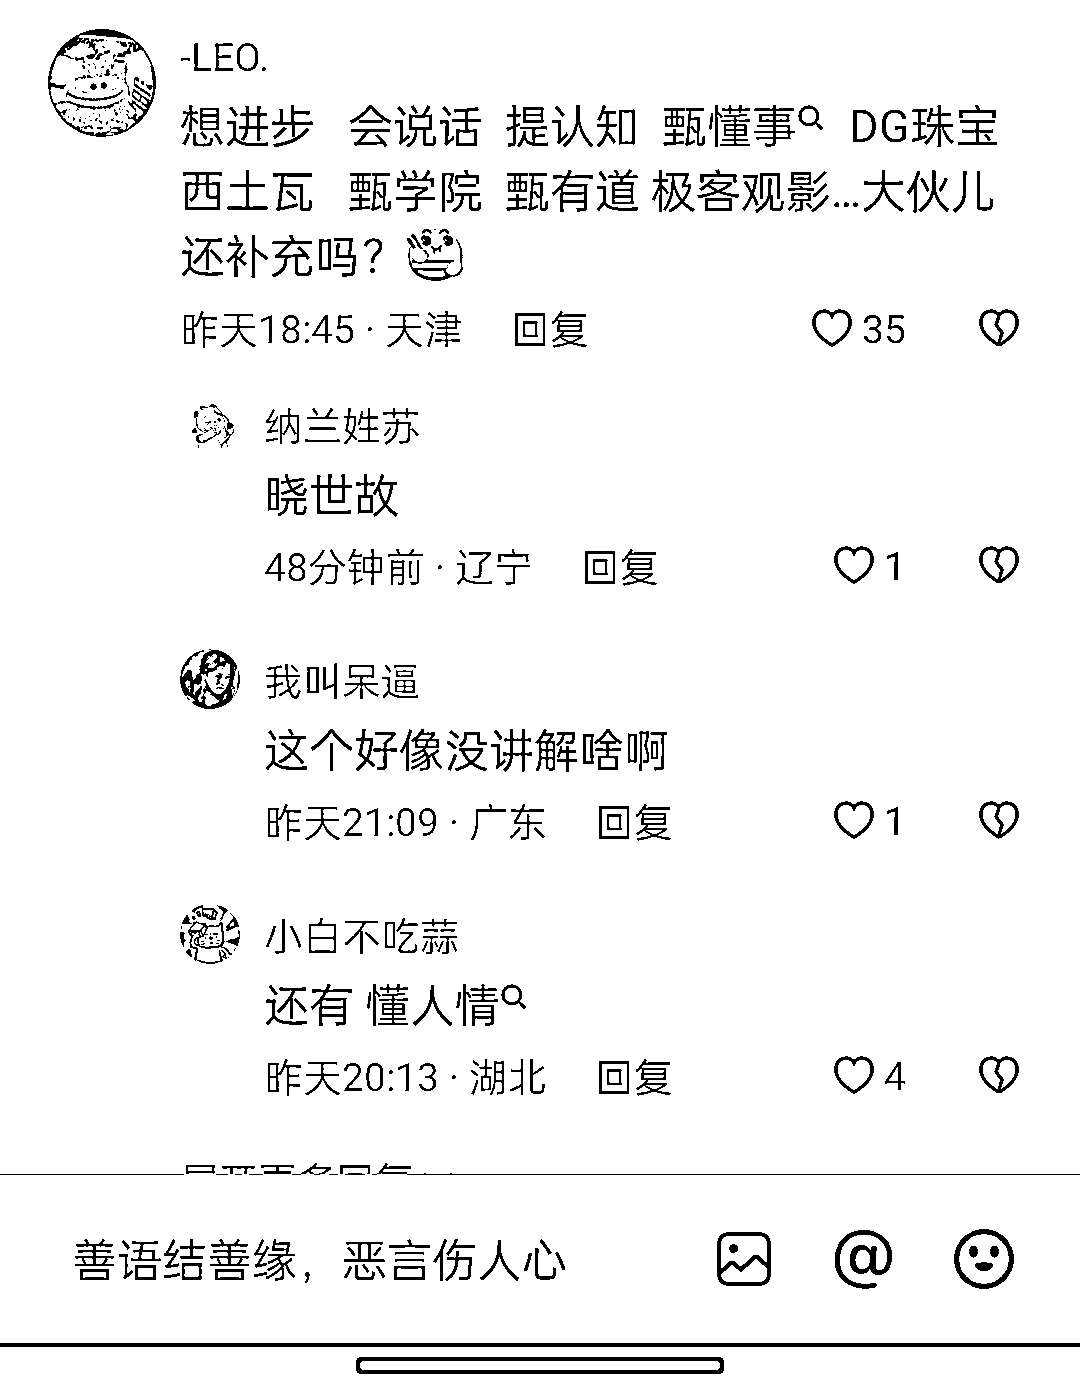 -LEO.
想进步 会说话 提认知 甄懂事 DG珠宝
西土瓦 甄学院 甄有道 极客观影...大伙儿
还补充吗？
昨天18:45 · 天津 回复 35
纳兰姓苏
晓世故
48分钟前 · 辽宁 回复 1
我叫呆逼
这个好像没讲解啥啊
昨天21:09 · 广东 回复 1
小白不吃蒜
还有 懂人情
昨天20:13 · 湖北 回复 4
善语结善缘，恶言伤人心